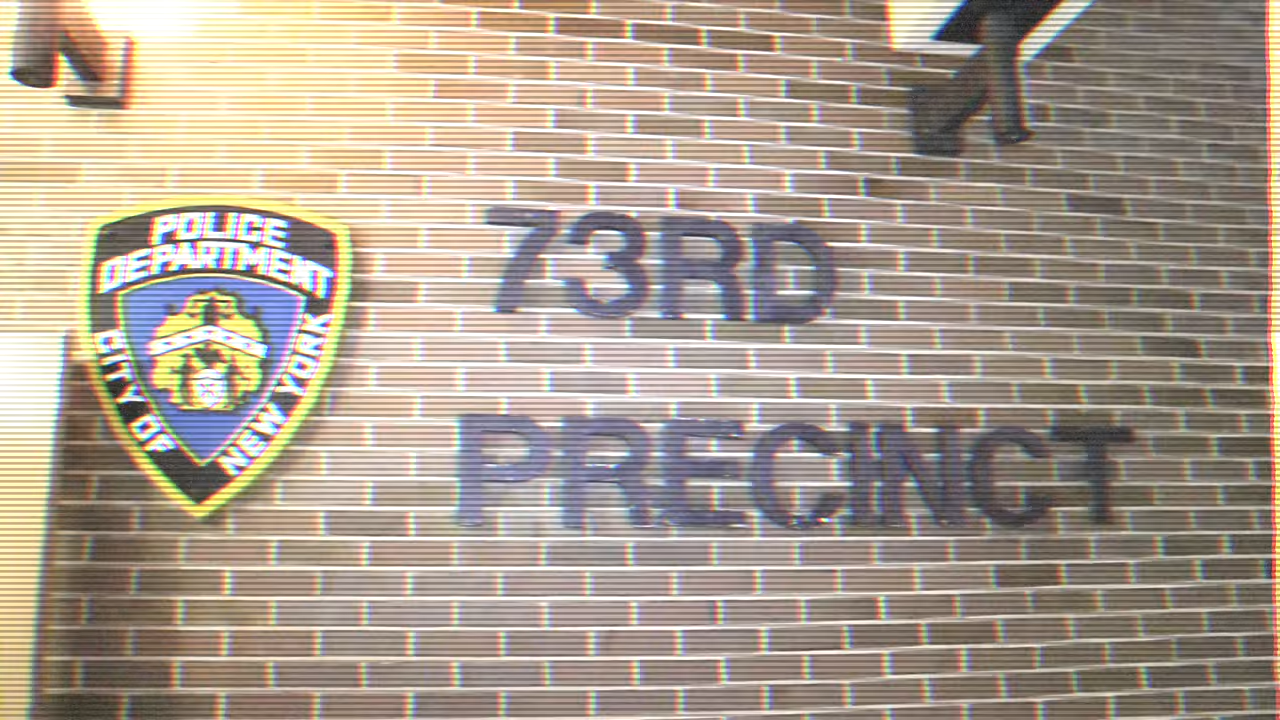 POLICE
DEPARTMENT
CITY OF
NEW YORK
73RD
PRECINCT